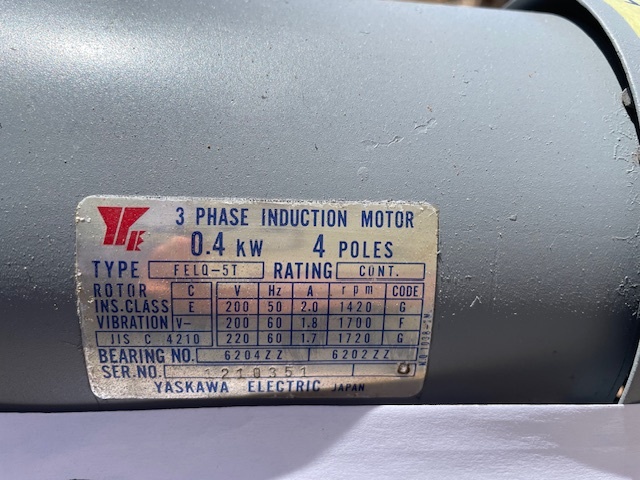 YE
3 PHASE INDUCTION MOTOR
0.4 KW 4 POLES
TYPE FELQ-5T RATING CONT.
ROTOR C V Hz A rpm CODE
INS.CLASS E 200 50 2.0 1420 G
VIBRATION V- 200 60 1.8 1700 F
JIS C 4210 220 60 1.7 1720 G
BEARING NO. 6204ZZ 6202ZZ
SER.NO. 1210351
YASKAWA ELECTRIC JAPAN